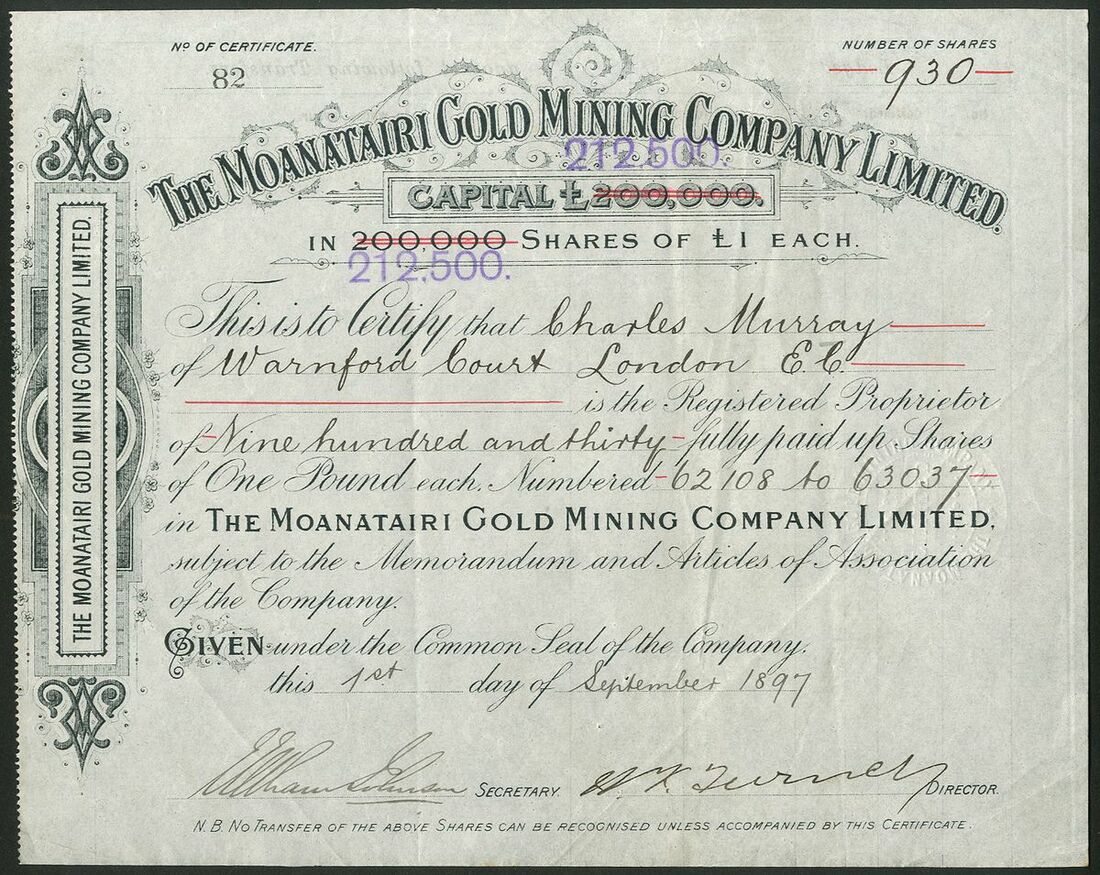 Nº OF CERTIFICATE.
82
NUMBER OF SHARES
930
THE MOANATAIRI GOLD MINING COMPANY LIMITED.
212.500.
CAPITAL £200,000.
IN 200,000 SHARES OF £1 EACH.
212.500.
This is to Certify that Charles Murray
of Warnford Court London E.C.
is the Registered Proprietor
of Nine hundred and thirty fully paid up Shares
of One Pound each, Numbered 62108 to 63037
in THE MOANATAIRI GOLD MINING COMPANY LIMITED,
subject to the Memorandum and Articles of Association
of the Company.
GIVEN under the Common Seal of the Company.
this 1st day of September 1897
SECRETARY.
DIRECTOR.
N.B. NO TRANSFER OF THE ABOVE SHARES CAN BE RECOGNISED UNLESS ACCOMPANIED BY THIS CERTIFICATE.
THE MOANATAIRI GOLD MINING COMPANY LIMITED.